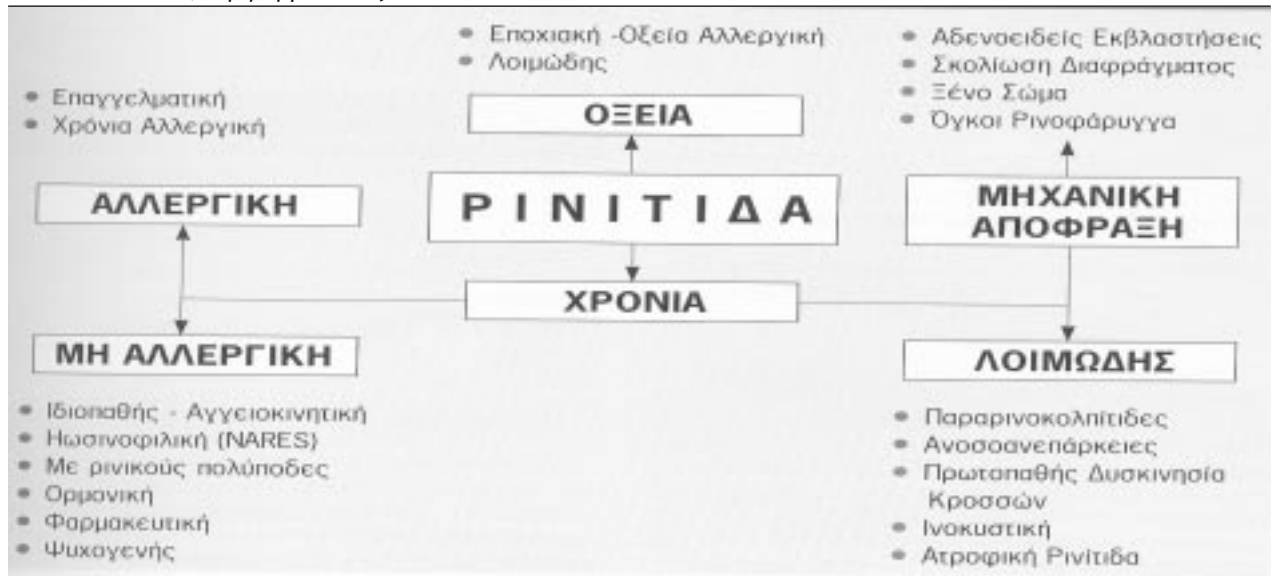 • Εποχιακή -Οξεία Αλλεργική
• Λοιμώδης
ΟΞΕΙΑ
• Επαγγελματική
• Χρόνια Αλλεργική
ΑΛΛΕΡΓΙΚΗ
ΡΙΝΙΤΙΔΑ
• Αδενοειδείς Εκβλαστήσεις
• Σκολίωση Διαφράγματος
• Ξένο Σώμα
• Όγκοι Ρινοφάρυγγα
ΜΗΧΑΝΙΚΗ
ΑΠΟΦΡΑΞΗ
ΧΡΟΝΙΑ
ΜΗ ΑΛΛΕΡΓΙΚΗ
• Ιδιοπαθής - Αγγειοκινητική
• Ηωσινοφιλική (NARES)
• Με ρινικούς πολύποδες
• Ορμονική
• Φαρμακευτική
• Ψυχογενής
ΛΟΙΜΩΔΗΣ
• Παραρινοκολπίτιδες
• Ανοσοανεπάρκειες
• Πρωτοπαθής Δυσκινησία
Κροσσών
• Ινοκυστική
• Ατροφική Ρινίτιδα